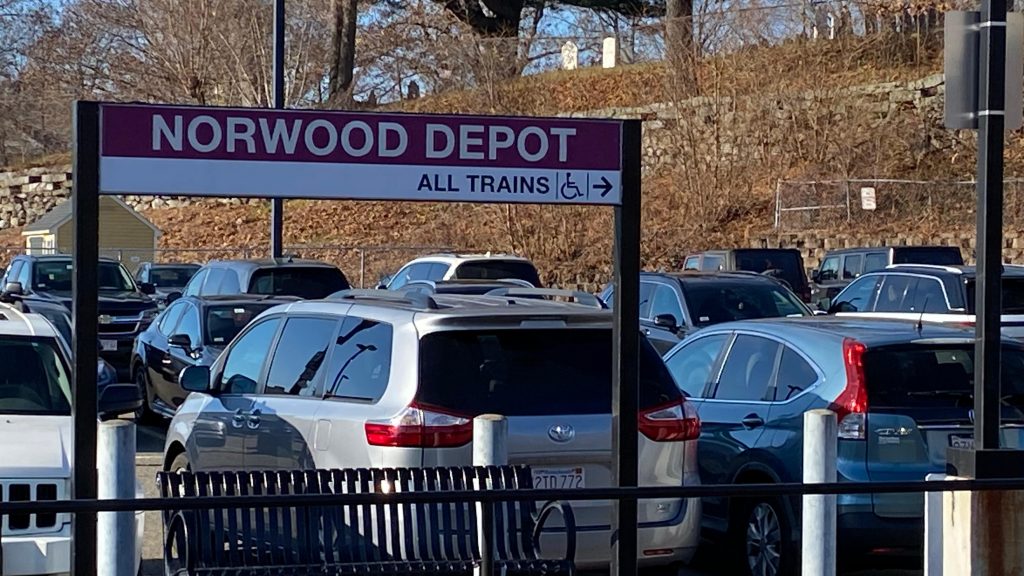 NORWOOD DEPOT
ALL TRAINS →